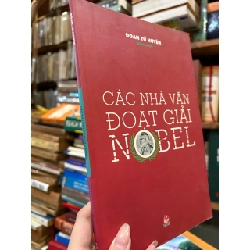 ĐOÀN TỬ HUYẾN
CÁC NHÀ VĂN
ĐOẠT GIẢI
NOBEL